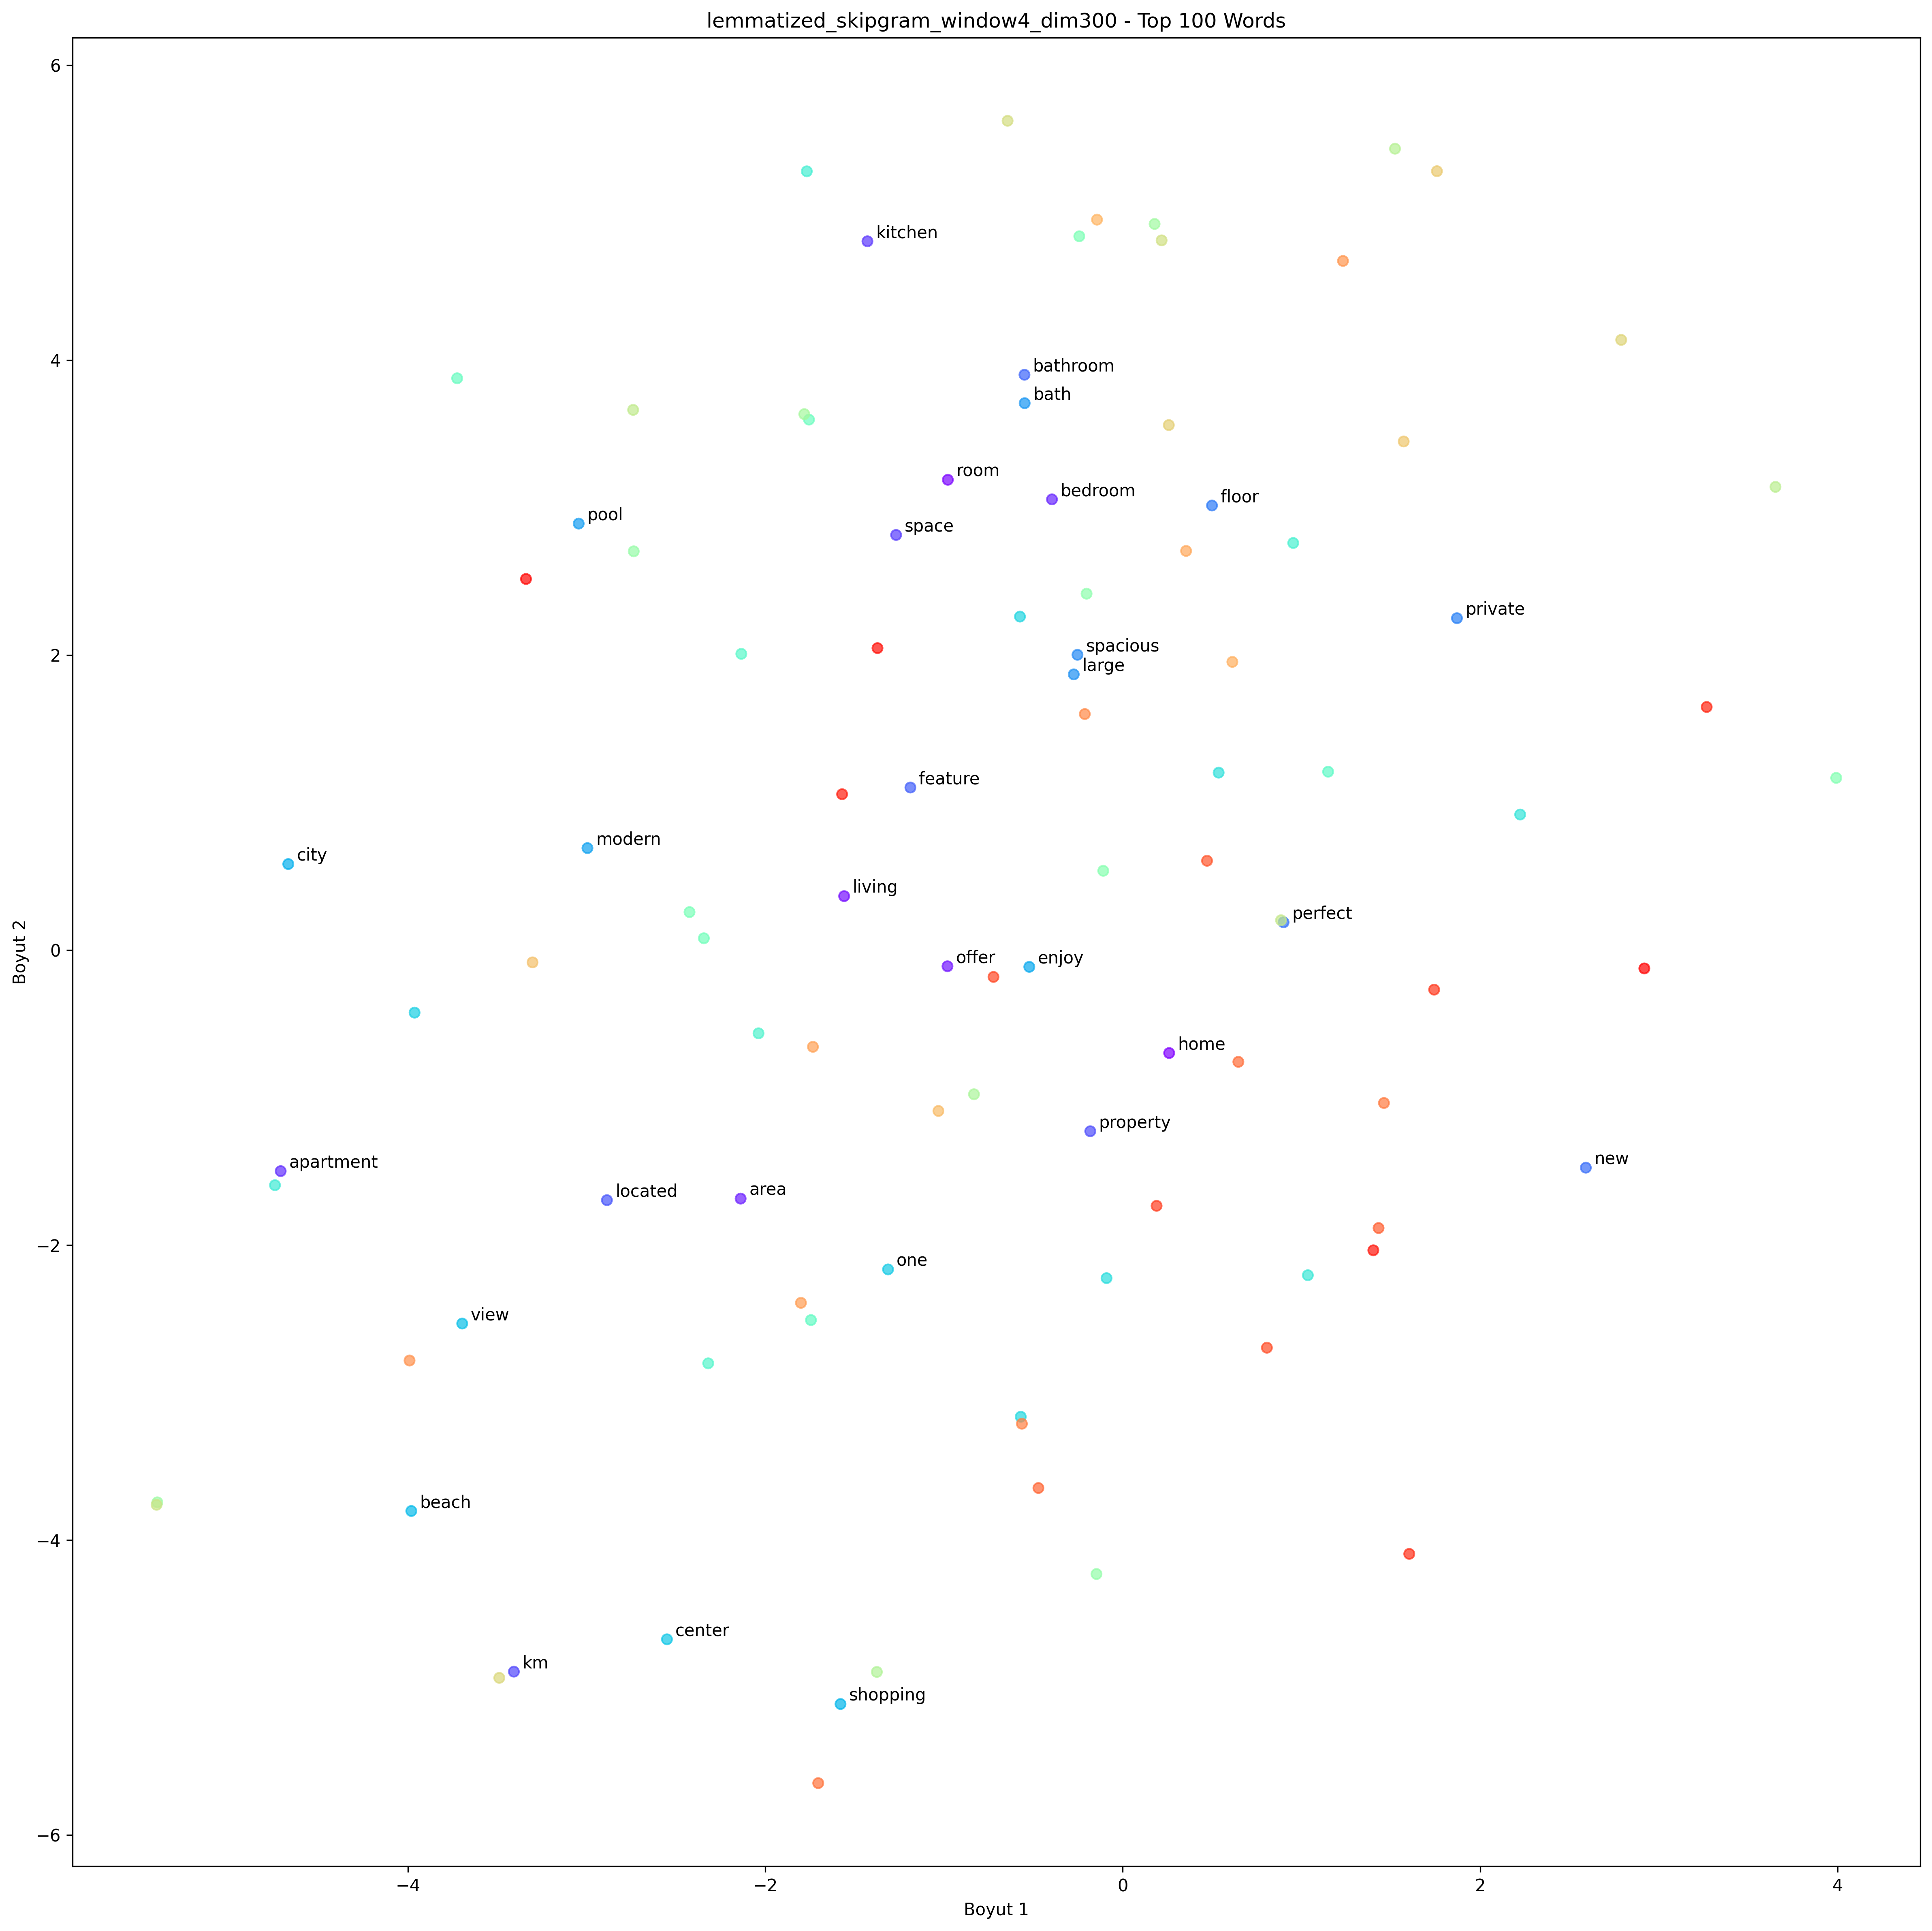 lemmatized_skipgram_window4_dim300 - Top 100 Words
6
kitchen
4
bathroom
bath
room
bedroom
floor
pool
space
private
2
spacious
large
feature
modern
city
living
perfect
0
offer
enjoy
home
property
apartment
new
located
area
−2
one
view
beach
−4
center
km
shopping
−6
−4
−2
0
2
4
Boyut 1
Boyut 2